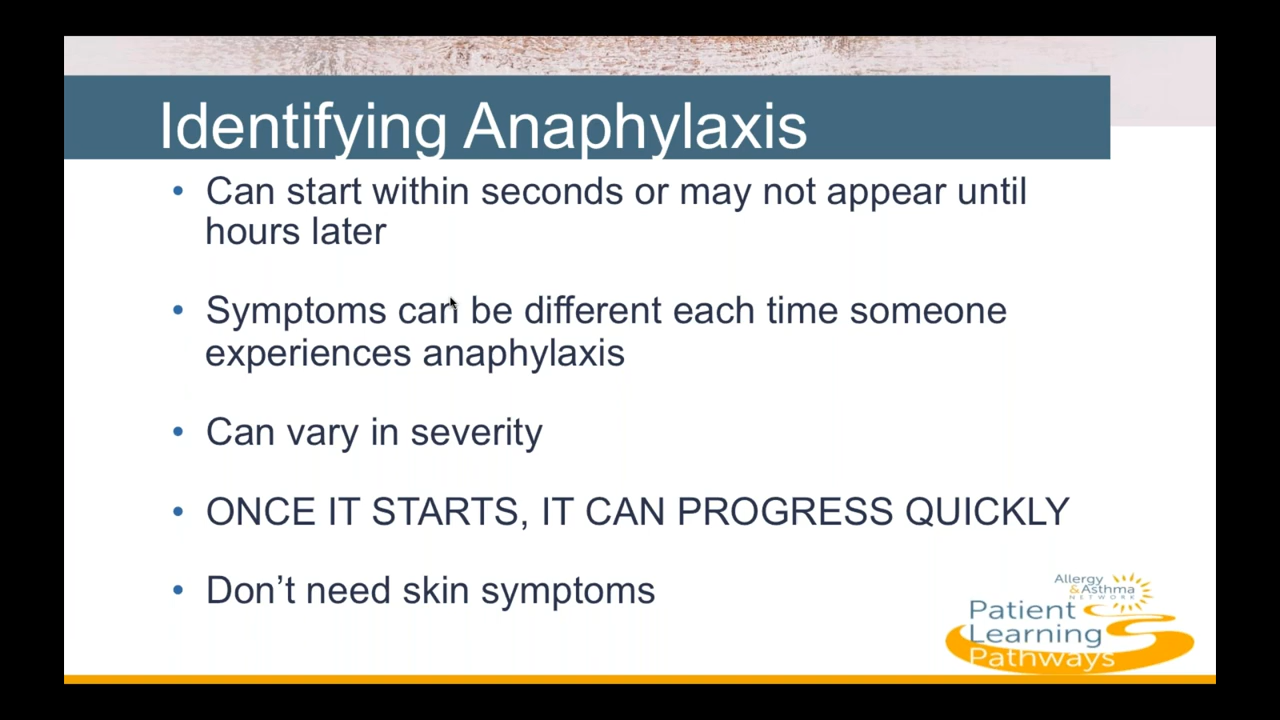 Identifying Anaphylaxis
• Can start within seconds or may not appear until
hours later
• Symptoms can be different each time someone
experiences anaphylaxis
• Can vary in severity
• ONCE IT STARTS, IT CAN PROGRESS QUICKLY
• Don’t need skin symptoms
Allergy
&Asthma
NETWORK
Patient
Learning
Pathways